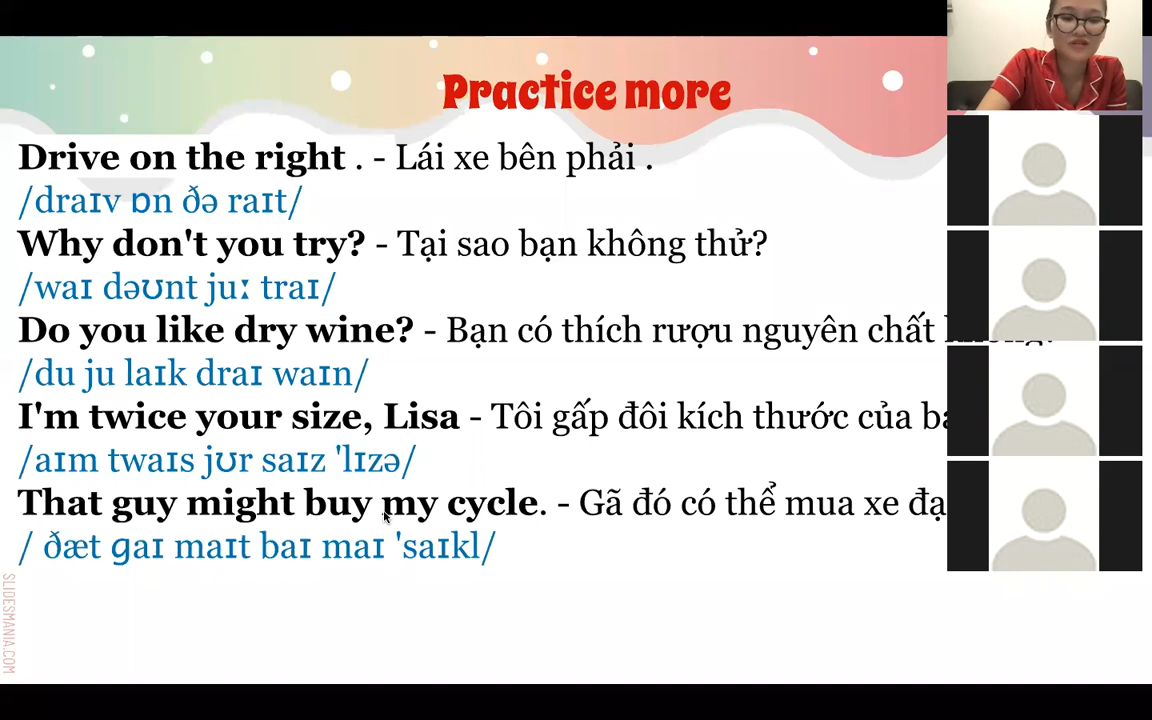 Practice more
Drive on the right . - Lái xe bên phải .
/draɪv ɒn ðə raɪt/
Why don't you try? - Tại sao bạn không thử?
/waɪ dəʊnt juː traɪ/
Do you like dry wine? - Bạn có thích rượu nguyên chất
/du ju laɪk draɪ waɪn/
I'm twice your size, Lisa - Tôi gấp đôi kích thước của
/aɪm twaɪs jʊr saɪz 'lɪzə/
That guy might buy my cycle. - Gã đó có thể mua xe
/ ðæt ɡaɪ maɪt baɪ maɪ 'saɪkl/
SLIDESMANIA.COM